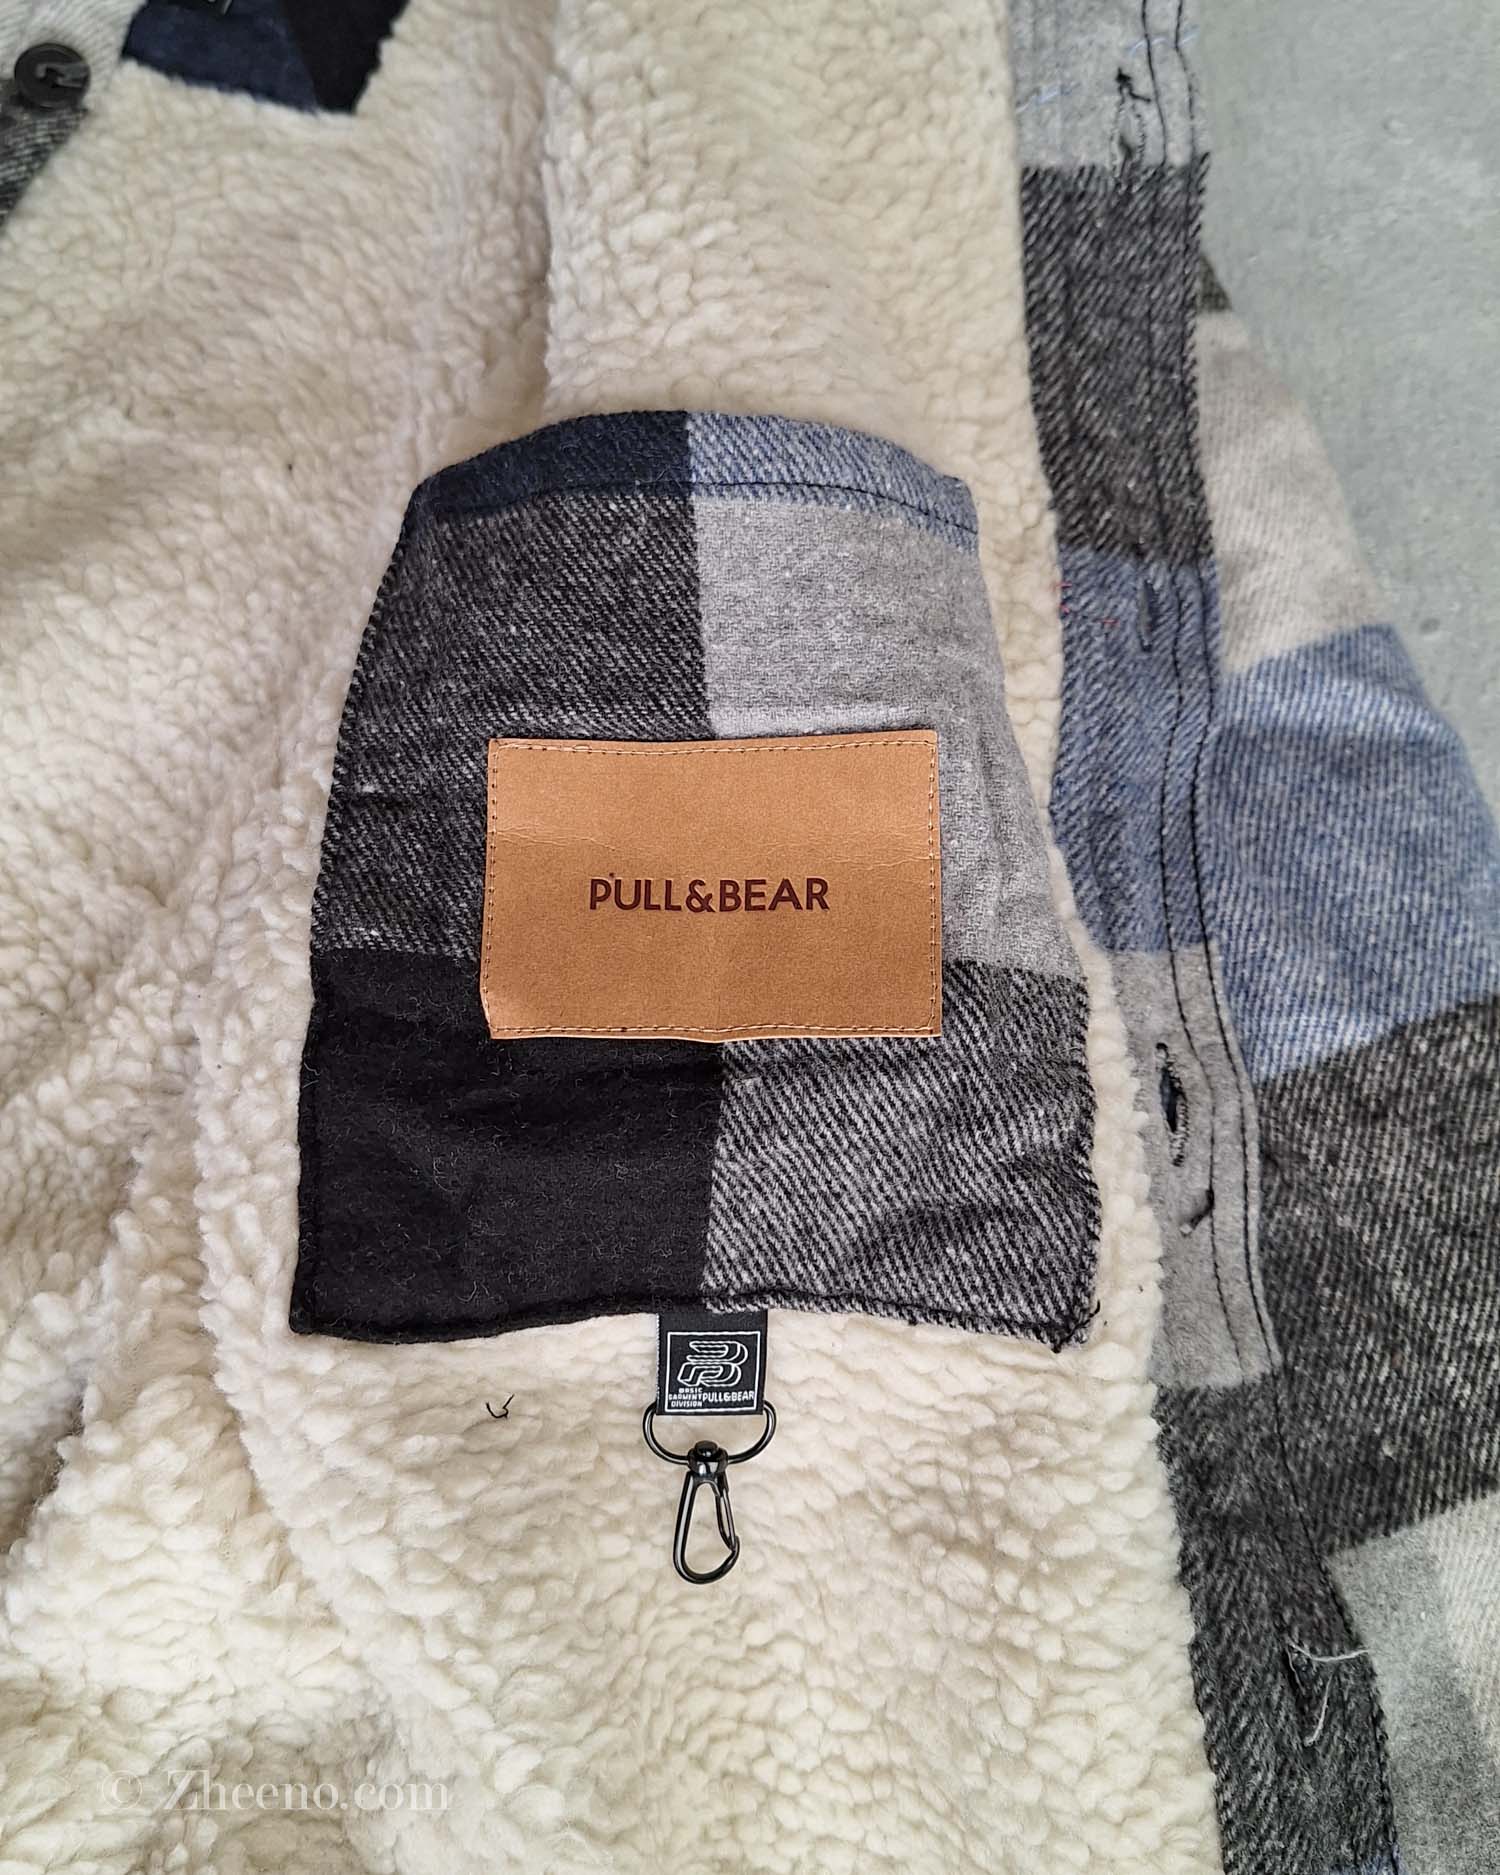 PULL&BEAR
BASIC
GARMENT PULL&BEAR
DIVISION
© Zheeno.com